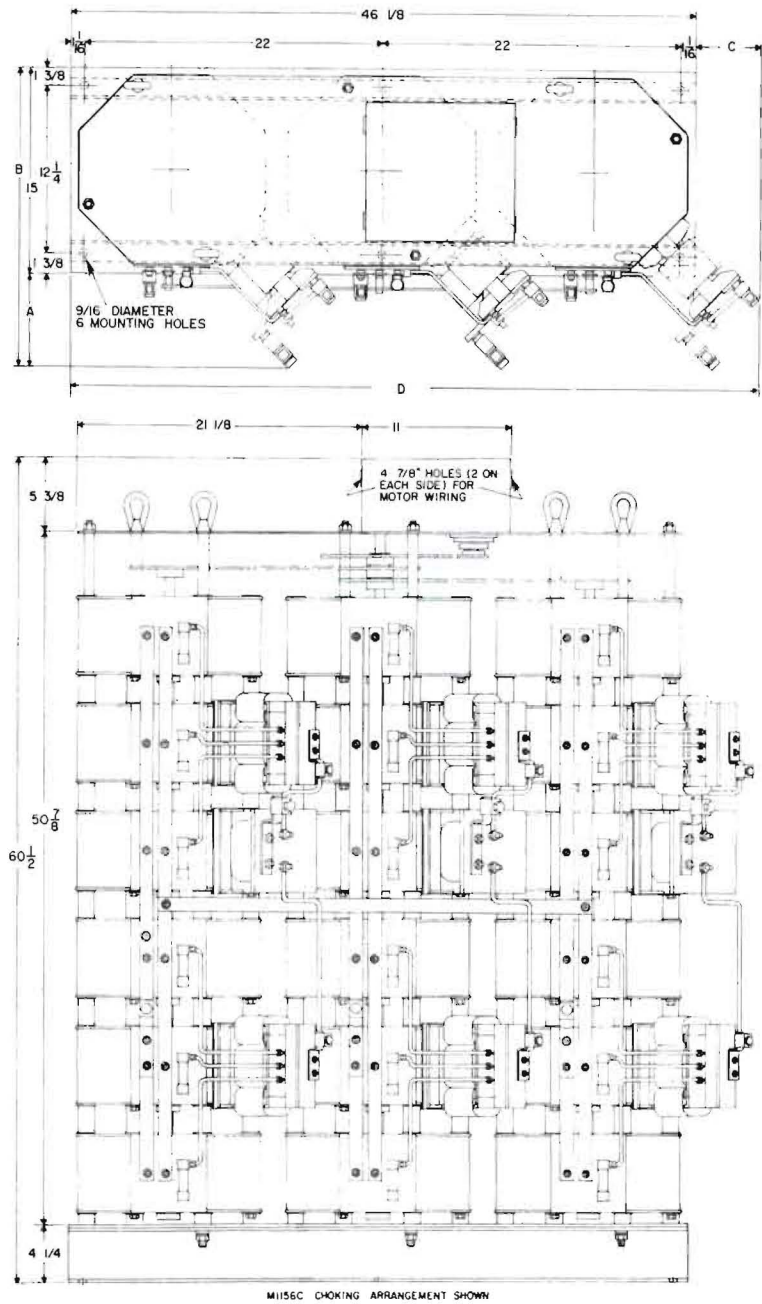 46 1/8
1/16
22
22
1/16
C
1 3/8
B
15
12 1/4
1 3/8
A
9/16 DIAMETER
6 MOUNTING HOLES
D
21 1/8
11
5 3/8
4 7/8" HOLES (2 ON
EACH SIDE) FOR
MOTOR WIRING
50 7/8
60 1/2
4 1/4
M1156C CHOKING ARRANGEMENT SHOWN